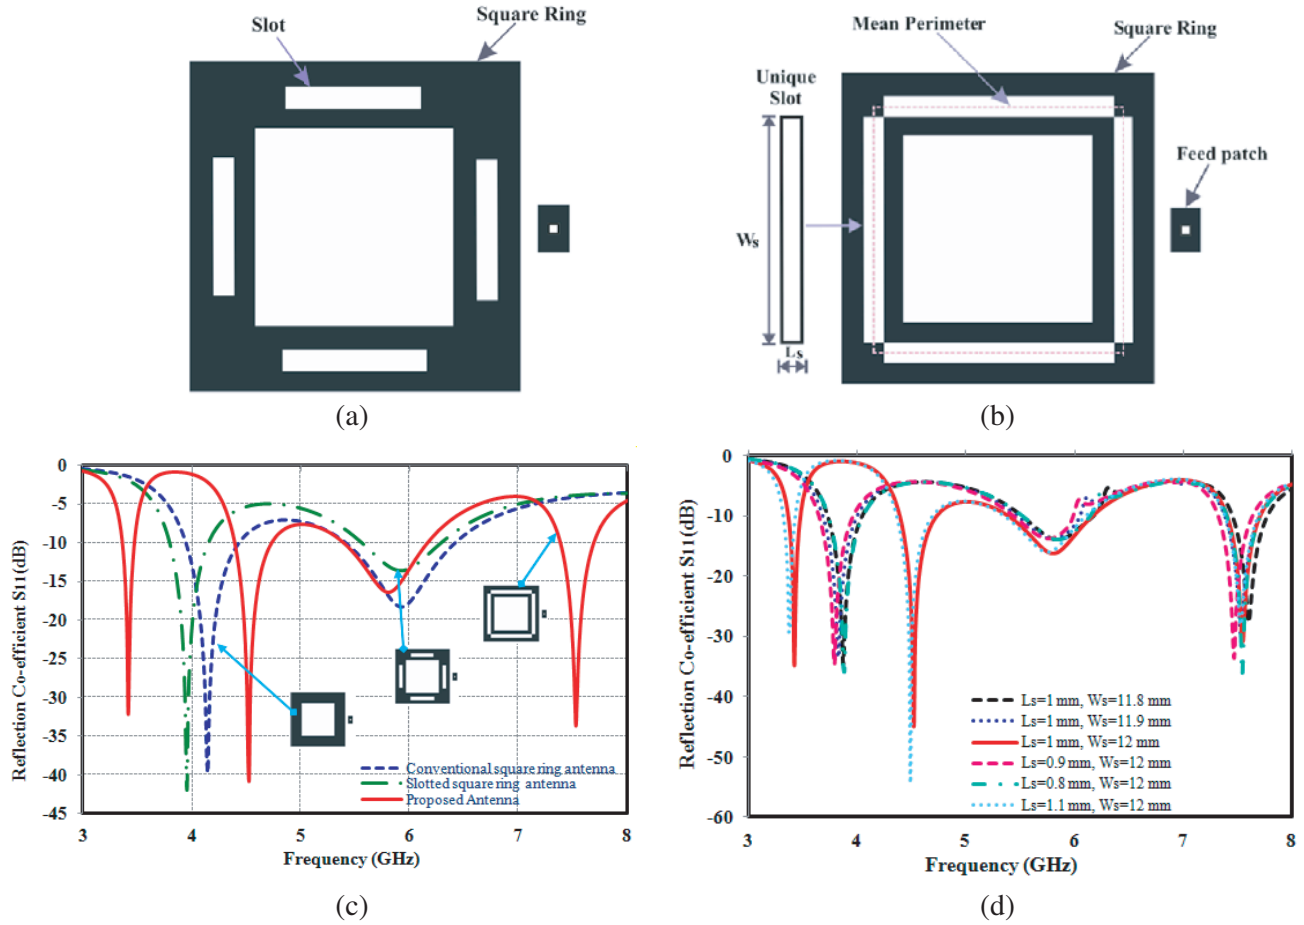 Slot
Square Ring
(a)
Mean Perimeter
Square Ring
Unique
Slot
Feed patch
Ws
Ls
(b)
Reflection Co-efficient S11(dB)
0
-5
-10
-15
-20
-25
-30
-35
-40
-45
Conventional square ring antenna
Slotted square ring antenna
Proposed Antenna
3 4 5 6 7 8
Frequency (GHz)
(c)
Reflection Co-efficient S11(dB)
0
-10
-20
-30
-40
-50
-60
Ls=1 mm, Ws=11.8 mm
Ls=1 mm, Ws=11.9 mm
Ls=1 mm, Ws=12 mm
Ls=0.9 mm, Ws=12 mm
Ls=0.8 mm, Ws=12 mm
Ls=1.1 mm, Ws=12 mm
3 4 5 6 7 8
Frequency (GHz)
(d)